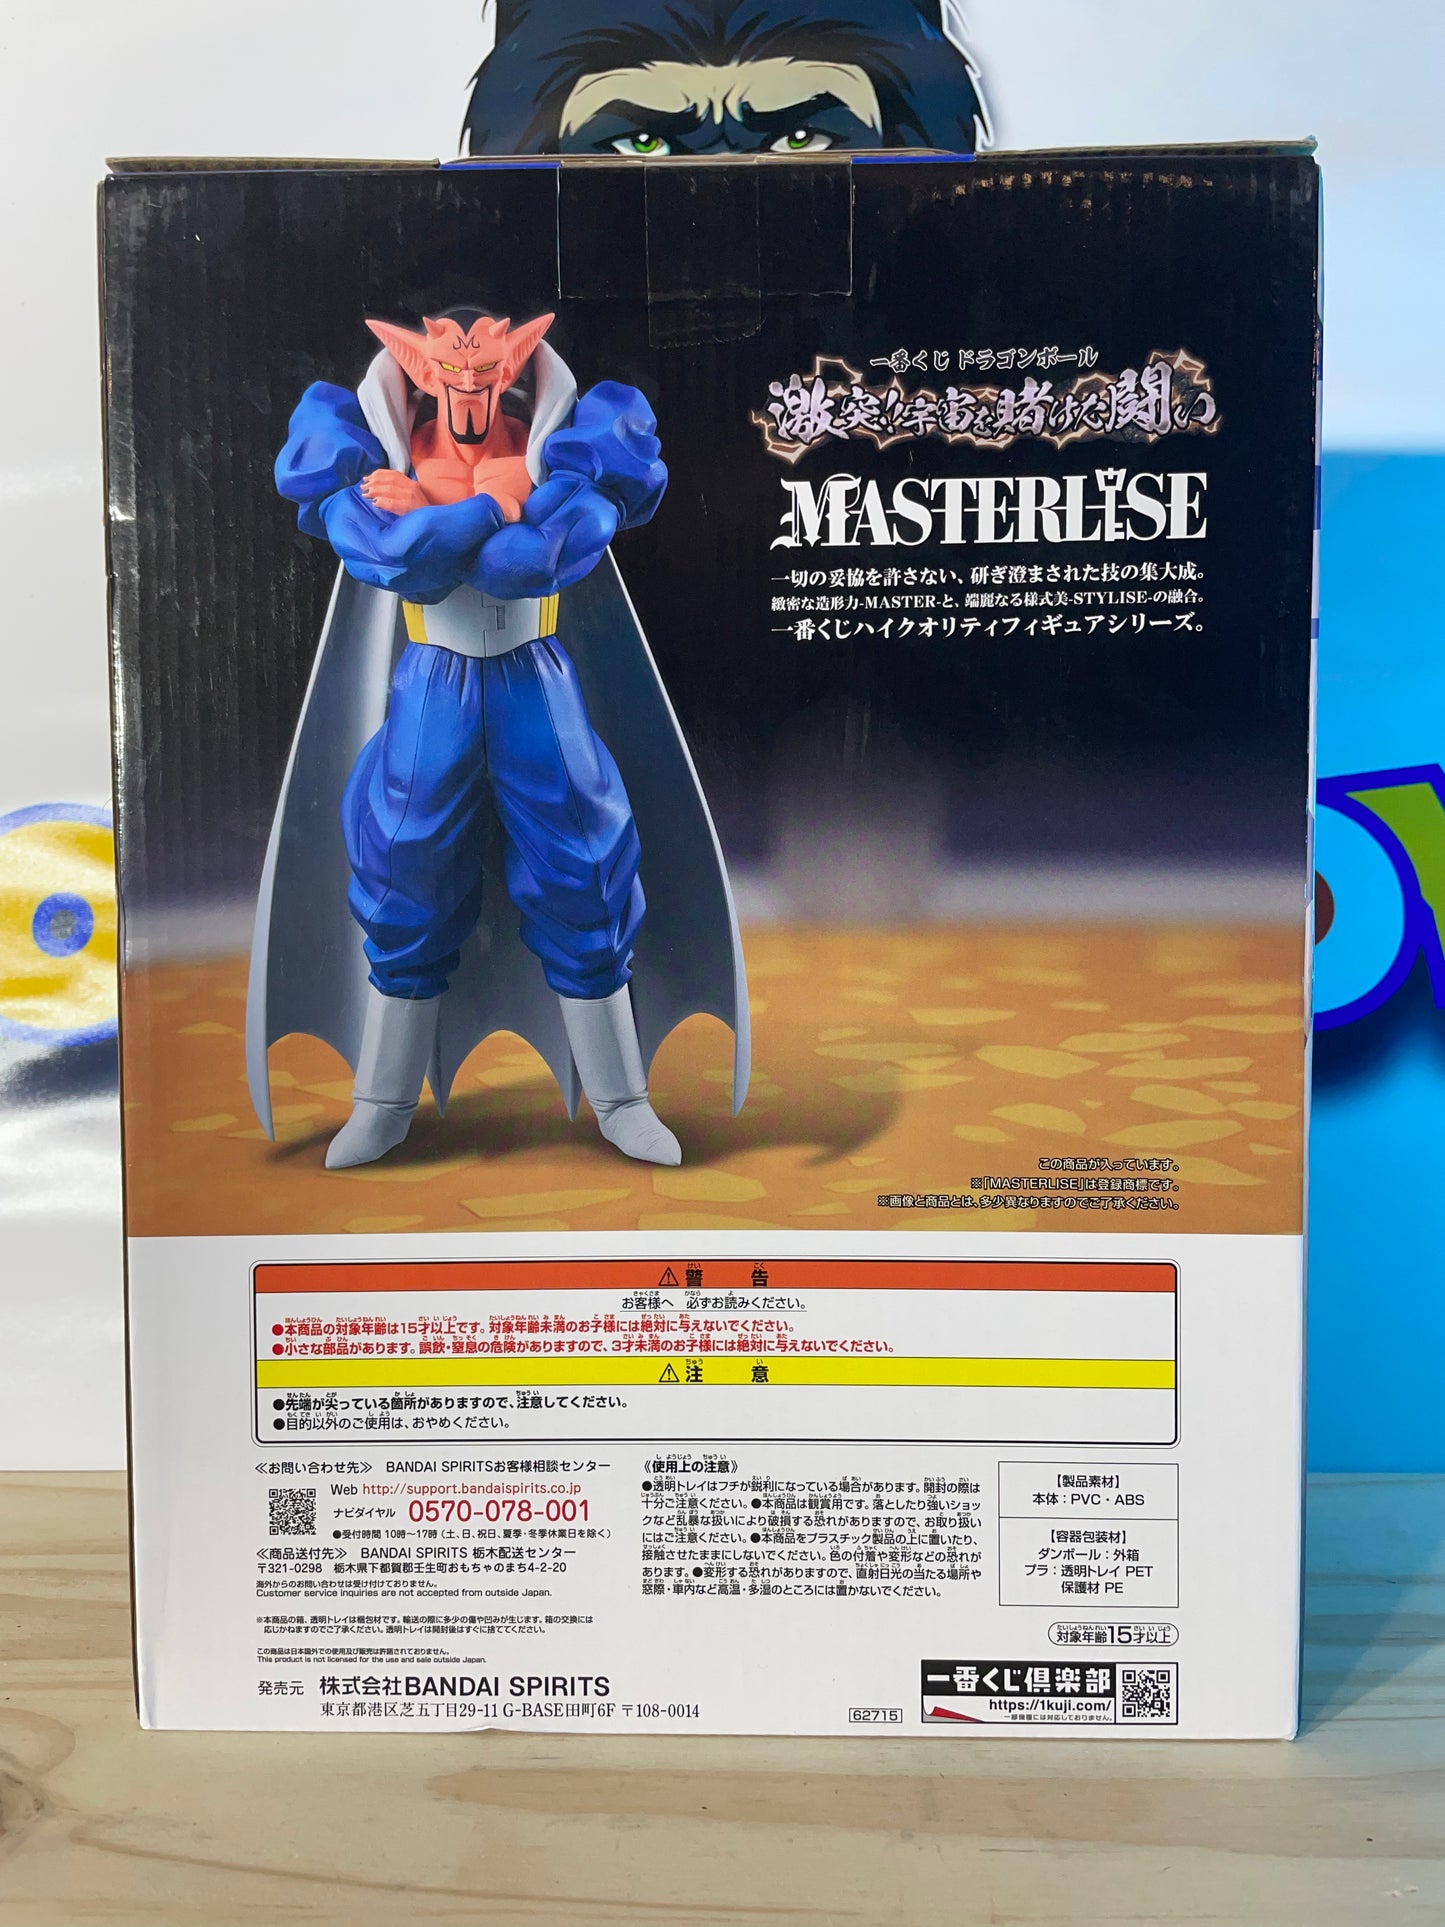 一番くじ ドラゴンボール
激突!!宇宙を賭けた闘い
MASTERLISE
一切の妥協を許さない、研ぎ澄まされた技の集大成。
緻密な造形力-MASTER-と、端麗なる様式美-STYLISE-の融合。
一番くじハイクオリティフィギュアシリーズ。
この商品が入っています。
※「MASTERLISE」は登録商標です。
※画像と商品とは、多少異なりますのでご了承ください。
⚠警告
お客様へ 必ずお読みください。
●本商品の対象年齢は15才以上です。対象年齢未満のお子様には絶対に与えないでください。
●小さな部品があります。誤飲・窒息の危険がありますので、3才未満のお子様には絶対に与えないでください。
⚠注意
●先端が尖っている箇所がありますので、注意してください。
●目的以外のご使用は、おやめください。
≪お問い合わせ先≫ BANDAI SPIRITSお客様相談センター
Web http://support.bandaispirits.co.jp
ナビダイヤル 0570-078-001
●受付時間 10時～17時(土、日、祝日、夏季・冬季休業日を除く)
≪商品送付先≫ BANDAI SPIRITS 栃木配送センター
〒321-0298 栃木県下都賀郡壬生町おもちゃのまち4-2-20
海外からのお問い合わせは受け付けておりません。
Customer service inquiries are not accepted from outside Japan.
※本商品の箱、透明トレイは梱包材です。輸送の際に多少の傷や凹みが生じます。箱の交換には
応じかねますのでご了承ください。透明トレイは開封後はすぐに捨ててください。
この商品は日本国外での使用及び販売は許諾されておりません。
This product is not licensed for the use and sale outside Japan.
発売元 株式会社BANDAI SPIRITS
東京都港区芝五丁目29-11 G-BASE田町6F 〒108-0014
《使用上の注意》
●透明トレイはフチが鋭利になっている場合があります。開封の際は
十分ご注意ください。●本商品は観賞用です。落としたり強いショッ
クなど乱暴な扱いにより破損する恐れがありますので、お取り扱い
にはご注意ください。●本商品をプラスチック製品の上に置いたり、
接触させたままにしないでください。色の付着や変形などの恐れが
あります。●変形する恐れがありますので、直射日光の当たる場所や
窓際・車内など高温・多湿のところには置かないでください。
【製品素材】
本体:PVC・ABS
【容器包装材】
ダンボール:外箱
プラ:透明トレイ PET
保護材 PE
対象年齢15才以上
62715
一番くじ倶楽部
https://1kuji.com/
一部機種には対応しておりません。